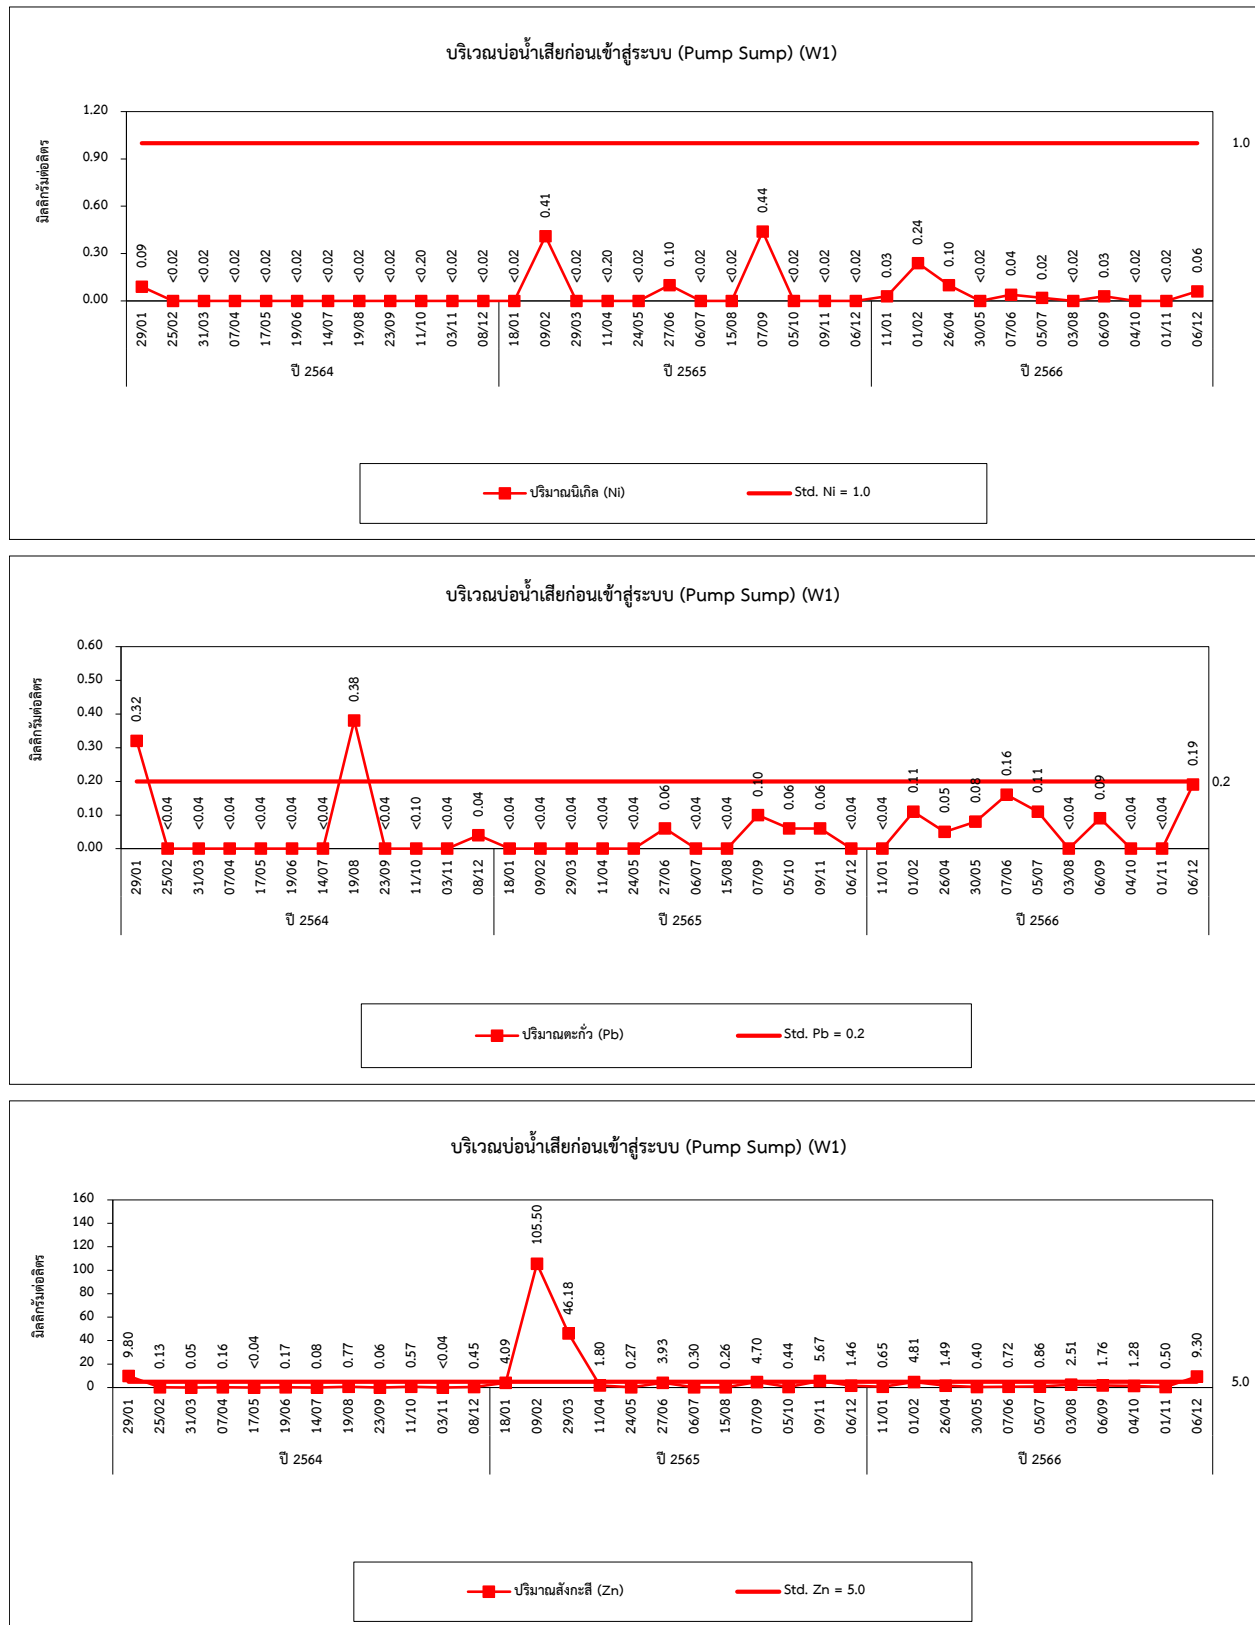 บริเวณบ่อน้ำเสียก่อนเข้าสู่ระบบ (Pump Sump) (W1)
มิลลิกรัมต่อลิตร
1.20
0.90
0.60
0.30
0.00
1.0
0.09 <0.02 <0.02 <0.02 <0.02 <0.02 <0.02 <0.02 <0.02 <0.20 <0.02 <0.02 <0.02 0.41 <0.02 <0.20 <0.02 0.10 <0.02 <0.02 0.44 <0.02 <0.02 <0.02 0.03 0.24 0.10 <0.02 0.04 0.02 <0.02 0.03 <0.02 <0.02 0.06
29/01 25/02 31/03 07/04 17/05 19/06 14/07 19/08 23/09 11/10 03/11 08/12 18/01 09/02 29/03 11/04 24/05 27/06 06/07 15/08 07/09 05/10 09/11 06/12 11/01 01/02 26/04 30/05 07/06 05/07 03/08 06/09 04/10 01/11 06/12
ปี 2564 ปี 2565 ปี 2566
ปริมาณนิเกิล (Ni) Std. Ni = 1.0
บริเวณบ่อน้ำเสียก่อนเข้าสู่ระบบ (Pump Sump) (W1)
มิลลิกรัมต่อลิตร
0.60
0.50
0.40
0.30
0.20
0.10
0.00
0.2
0.32 <0.04 <0.04 <0.04 <0.04 <0.04 <0.04 0.38 <0.04 <0.10 <0.04 0.04 <0.04 <0.04 <0.04 <0.04 <0.04 0.06 <0.04 <0.04 0.10 0.06 0.06 <0.04 <0.04 0.11 0.05 0.08 0.16 0.11 <0.04 0.09 <0.04 <0.04 0.19
29/01 25/02 31/03 07/04 17/05 19/06 14/07 19/08 23/09 11/10 03/11 08/12 18/01 09/02 29/03 11/04 24/05 27/06 06/07 15/08 07/09 05/10 09/11 06/12 11/01 01/02 26/04 30/05 07/06 05/07 03/08 06/09 04/10 01/11 06/12
ปี 2564 ปี 2565 ปี 2566
ปริมาณตะกั่ว (Pb) Std. Pb = 0.2
บริเวณบ่อน้ำเสียก่อนเข้าสู่ระบบ (Pump Sump) (W1)
มิลลิกรัมต่อลิตร
160
140
120
100
80
60
40
20
0
5.0
9.80 0.13 0.05 0.16 <0.04 0.17 0.08 0.77 0.06 0.57 <0.04 0.45 4.09 105.50 46.18 1.80 0.27 3.93 0.30 0.26 4.70 0.44 5.67 1.46 0.65 4.81 1.49 0.40 0.72 0.86 2.51 1.76 1.28 0.50 9.30
29/01 25/02 31/03 07/04 17/05 19/06 14/07 19/08 23/09 11/10 03/11 08/12 18/01 09/02 29/03 11/04 24/05 27/06 06/07 15/08 07/09 05/10 09/11 06/12 11/01 01/02 26/04 30/05 07/06 05/07 03/08 06/09 04/10 01/11 06/12
ปี 2564 ปี 2565 ปี 2566
ปริมาณสังกะสี (Zn) Std. Zn = 5.0